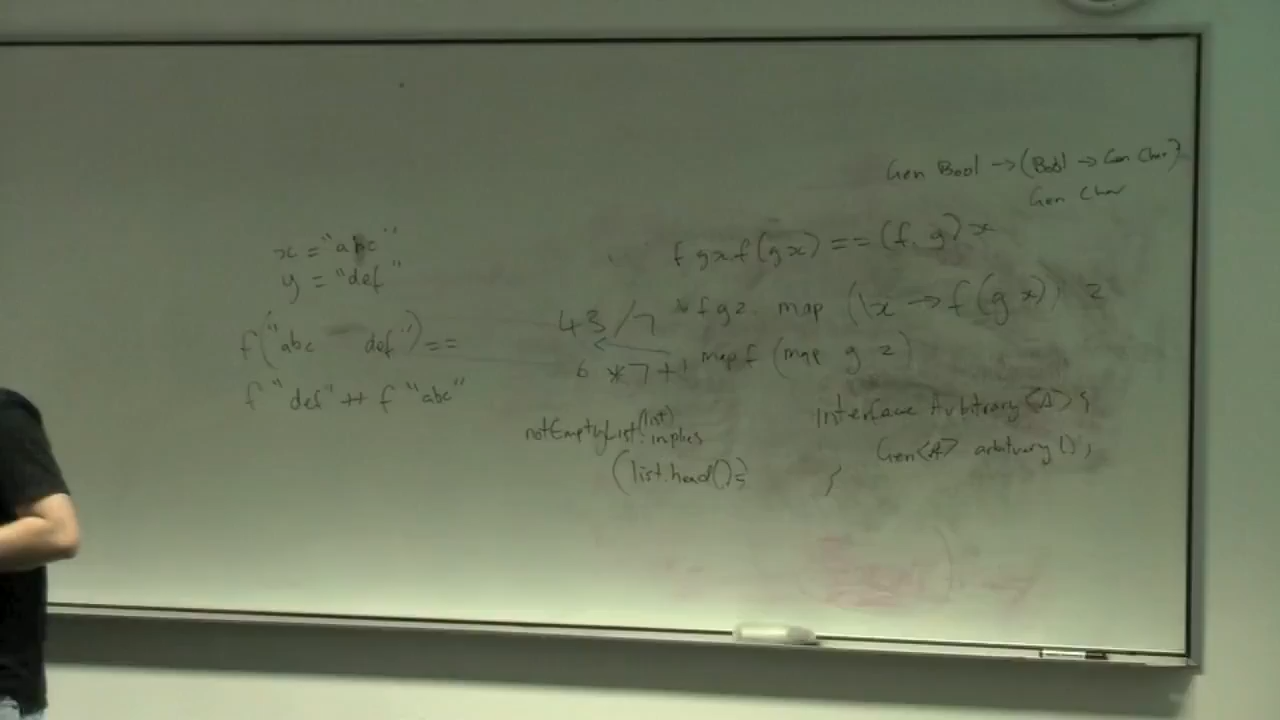 x = "abc"
y = "def"
f("abc def") ==
f "def" ++ f "abc"
Gen Bool -> (Bool -> Gen Char)
Gen Char
f g x. f(g x) == (f. g) x
f g z. map (\x -> f(g x)) z
map f (map g z)
43/7
6 *7+1
notEmptyList(list).implies
(list.head();
interface Arbitrary<A> {
Gen<A> arbitrary();
}